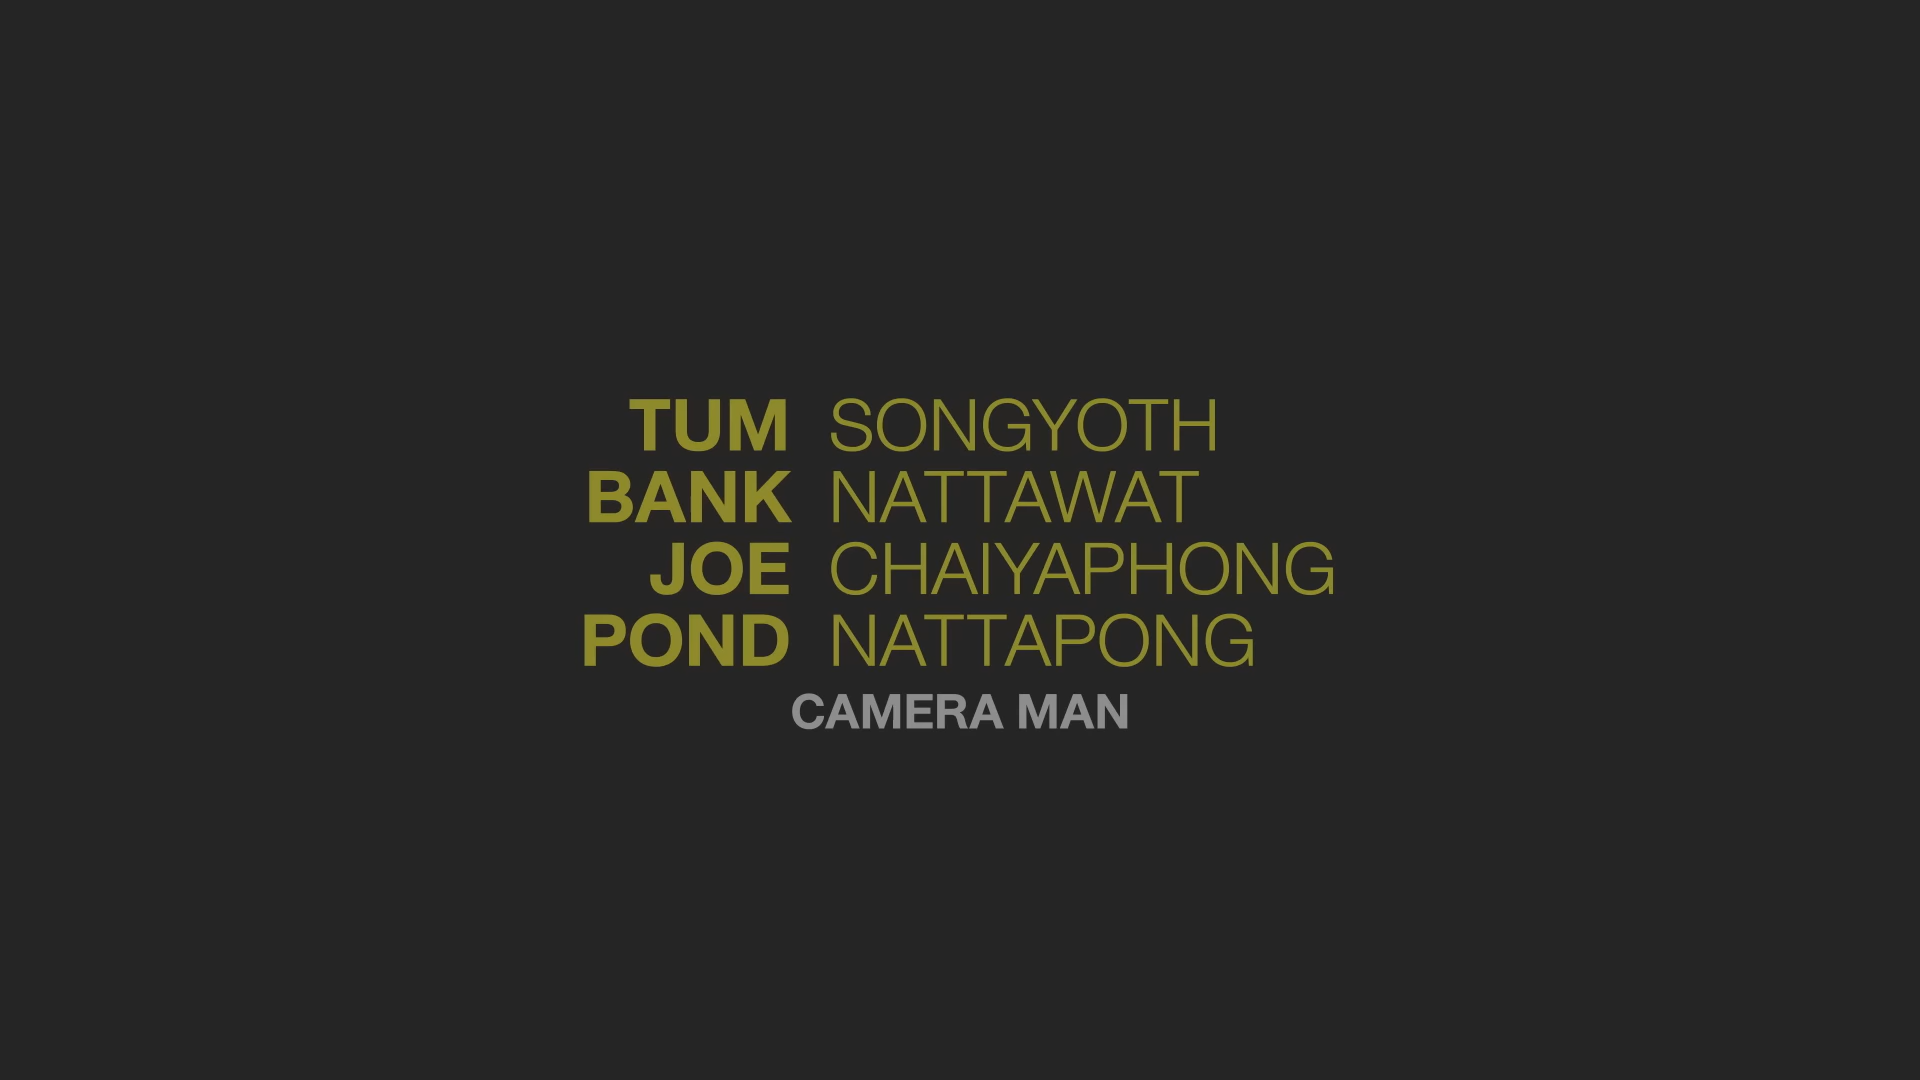 TUM SONGYOTH
BANK NATTAWAT
JOE CHAIYAPHONG
POND NATTAPONG
CAMERA MAN